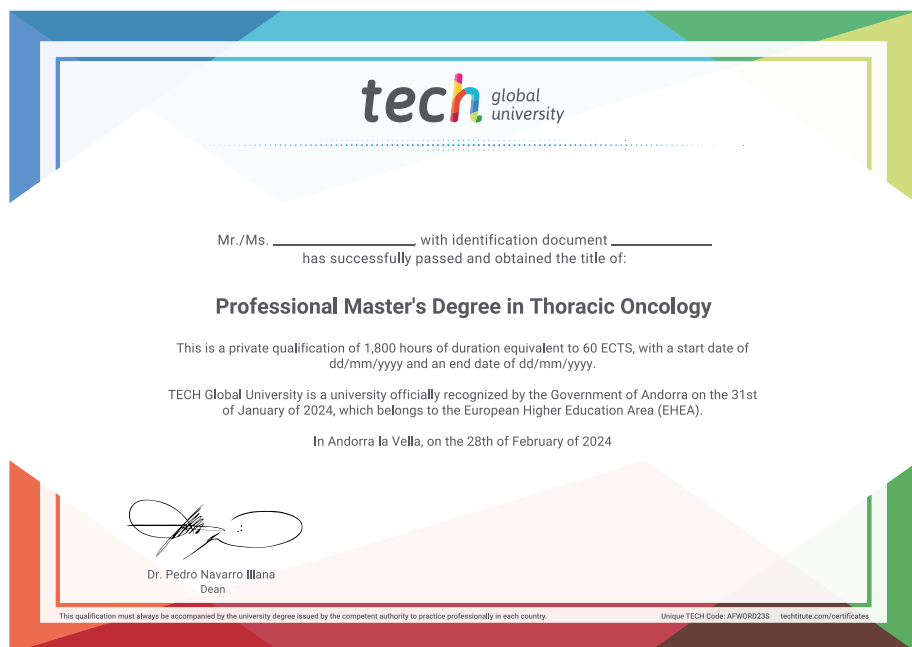 tech global university
Mr./Ms. ____________, with identification document ____________
has successfully passed and obtained the title of:
Professional Master's Degree in Thoracic Oncology
This is a private qualification of 1,800 hours of duration equivalent to 60 ECTS, with a start date of
dd/mm/yyyy and an end date of dd/mm/yyyy.
TECH Global University is a university officially recognized by the Government of Andorra on the 31st
of January of 2024, which belongs to the European Higher Education Area (EHEA).
In Andorra la Vella, on the 28th of February of 2024
Dr. Pedro Navarro Illana
Dean
This qualification must always be accompanied by the university degree issued by the competent authority to practice professionally in each country.
Unique TECH Code: AFWORD23S techtitute.com/certificates